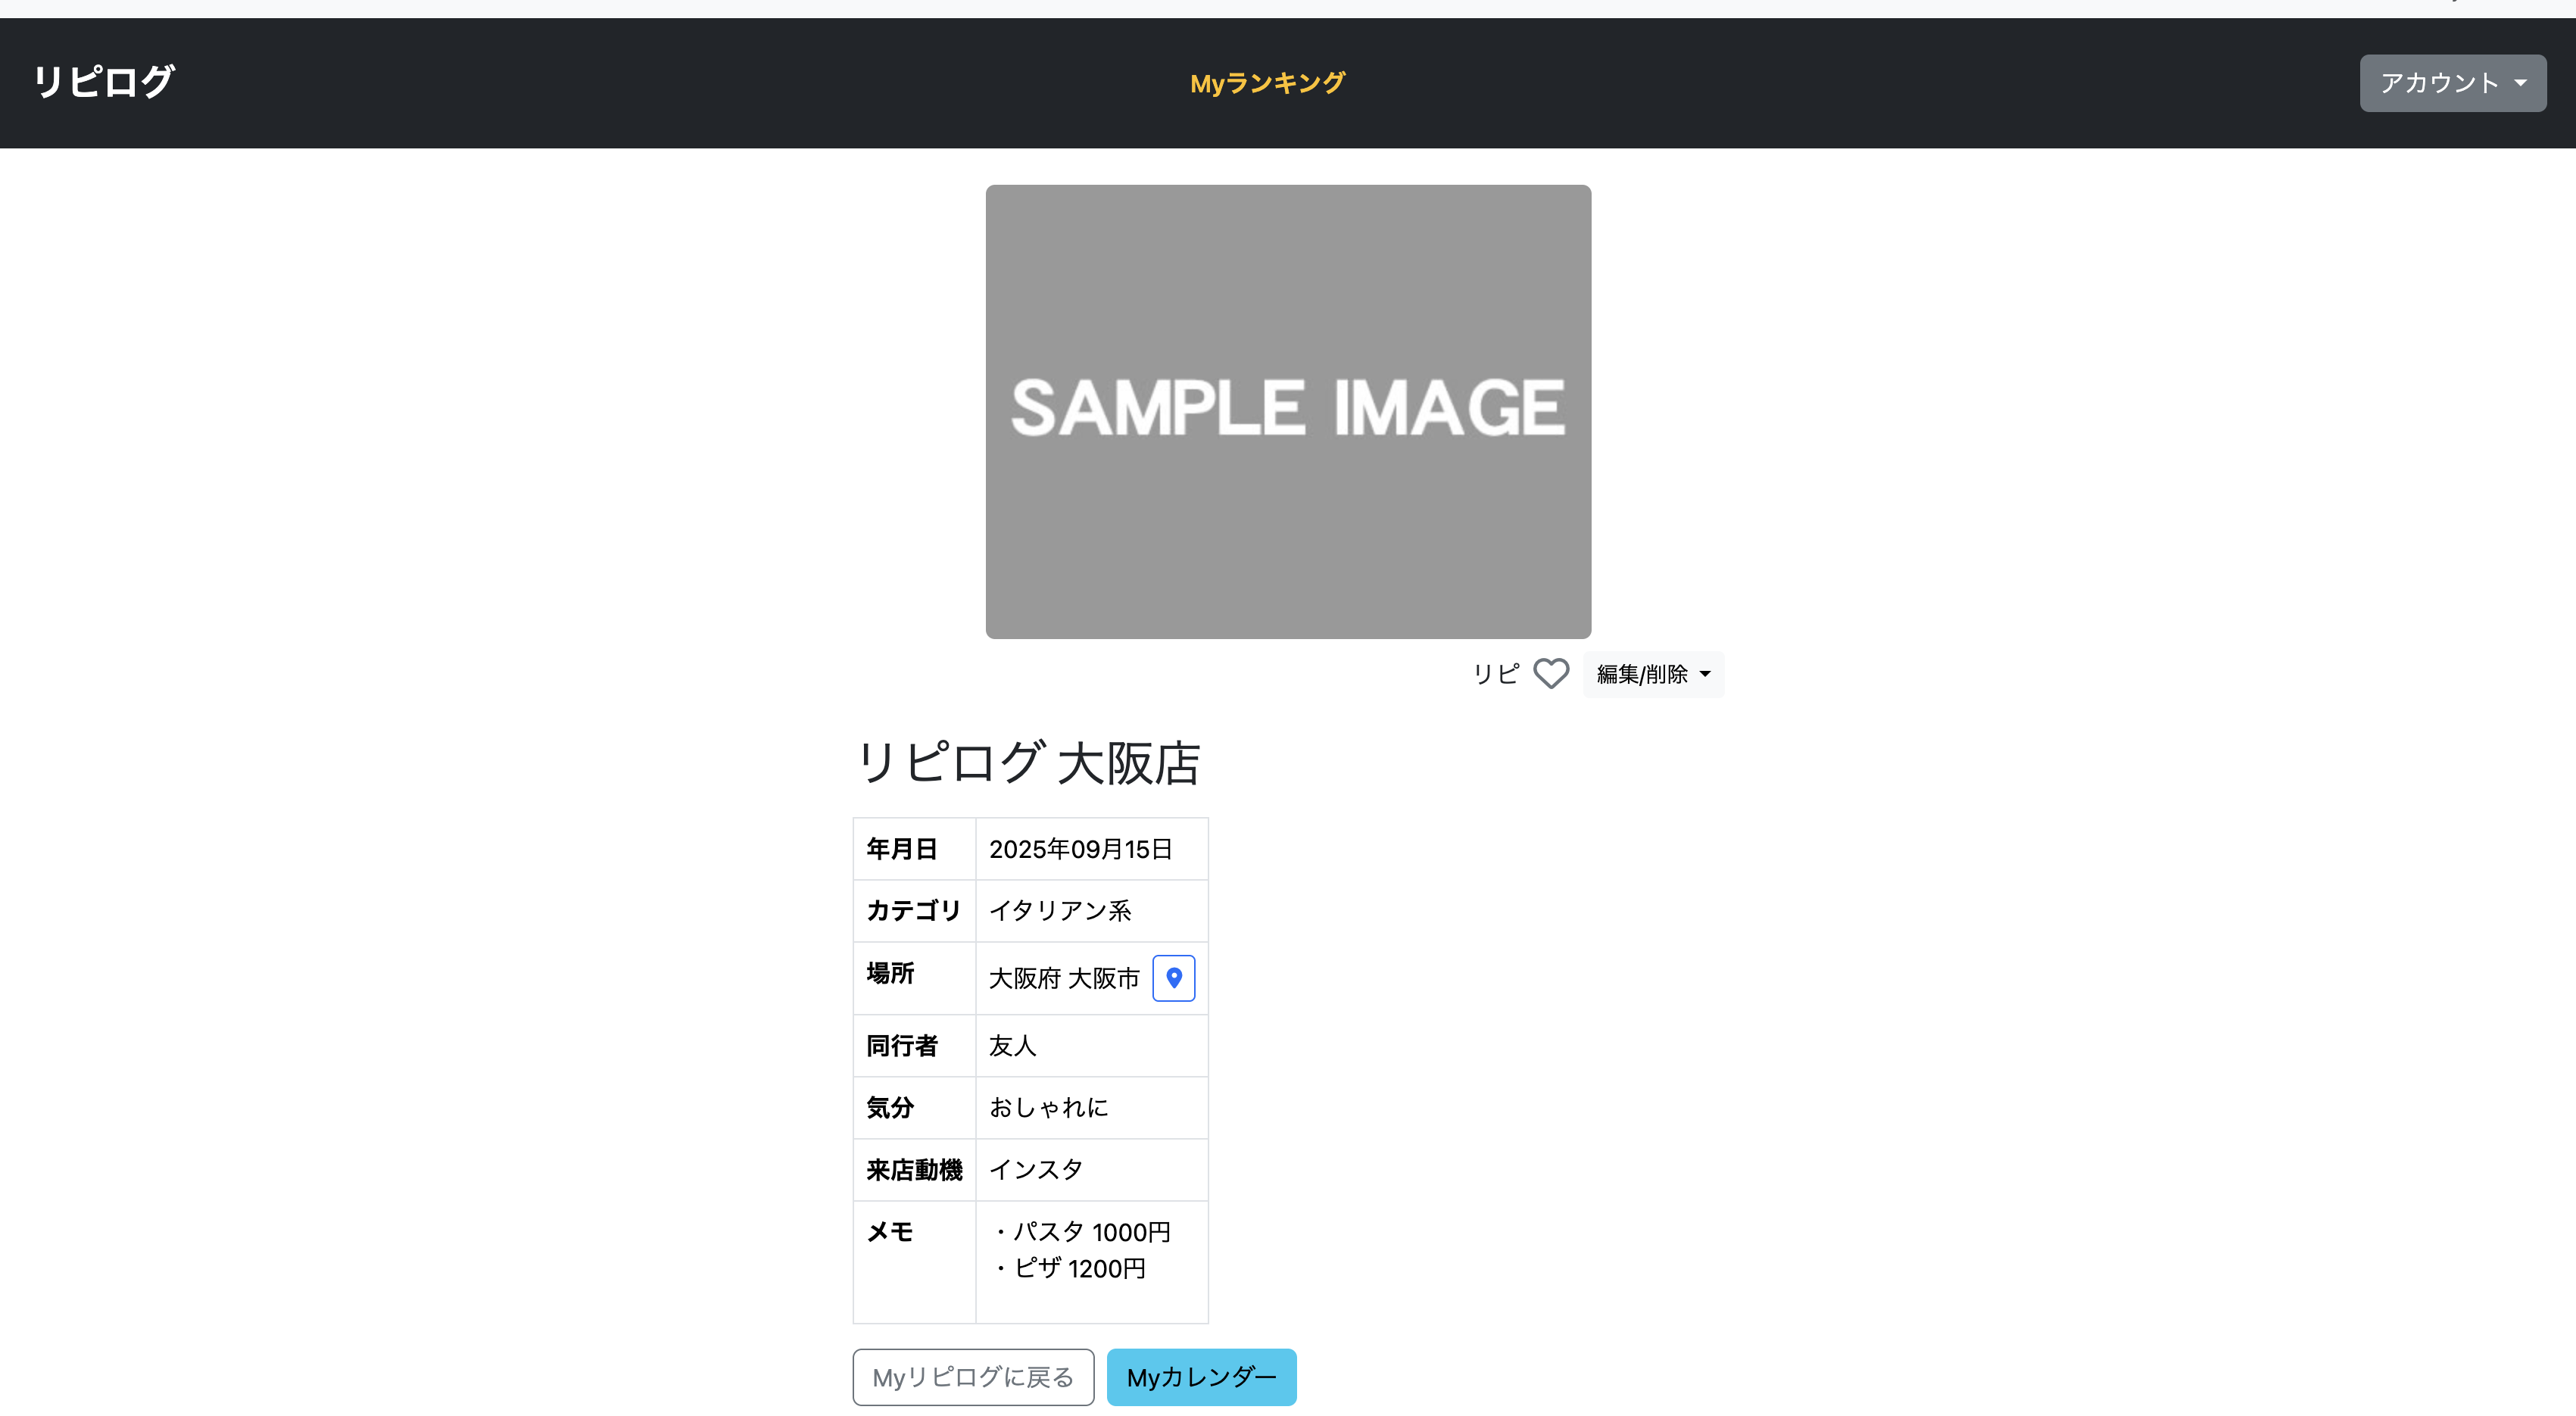 リピログ
Myランキング
アカウント
SAMPLE IMAGE
リピ
編集/削除
リピログ 大阪店
年月日 2025年09月15日
カテゴリ イタリアン系
場所 大阪府 大阪市
同行者 友人
気分 おしゃれに
来店動機 インスタ
メモ ・パスタ 1000円
・ピザ 1200円
Myリピログに戻る
Myカレンダー